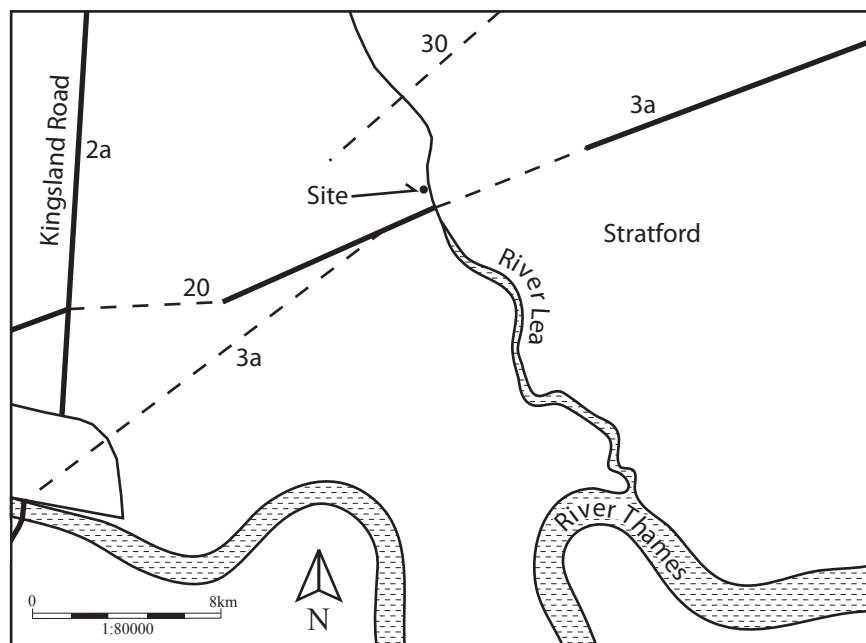 30
3a
Kingsland Road
2a
Site
Stratford
River Lea
20
3a
River Thames
0 8km
1:80000
N